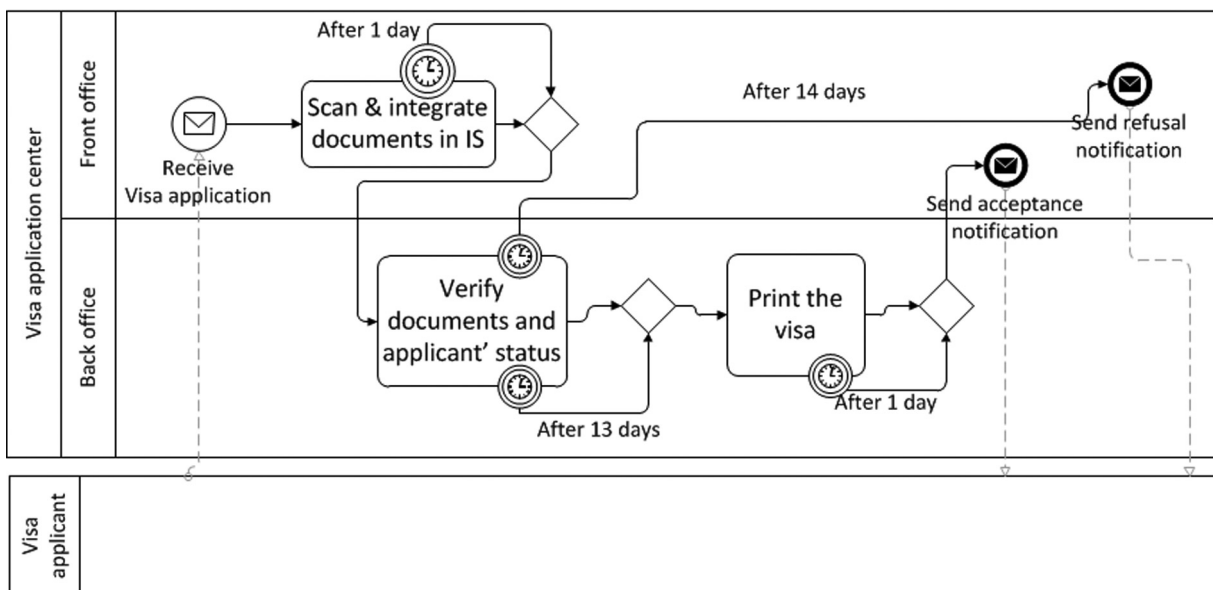 Visa application center
Front office
After 1 day
Scan & integrate
documents in IS
Receive
Visa application
After 14 days
Send refusal
notification
Send acceptance
notification
Back office
Verify
documents and
applicant’ status
After 13 days
Print the
visa
After 1 day
Visa
applicant